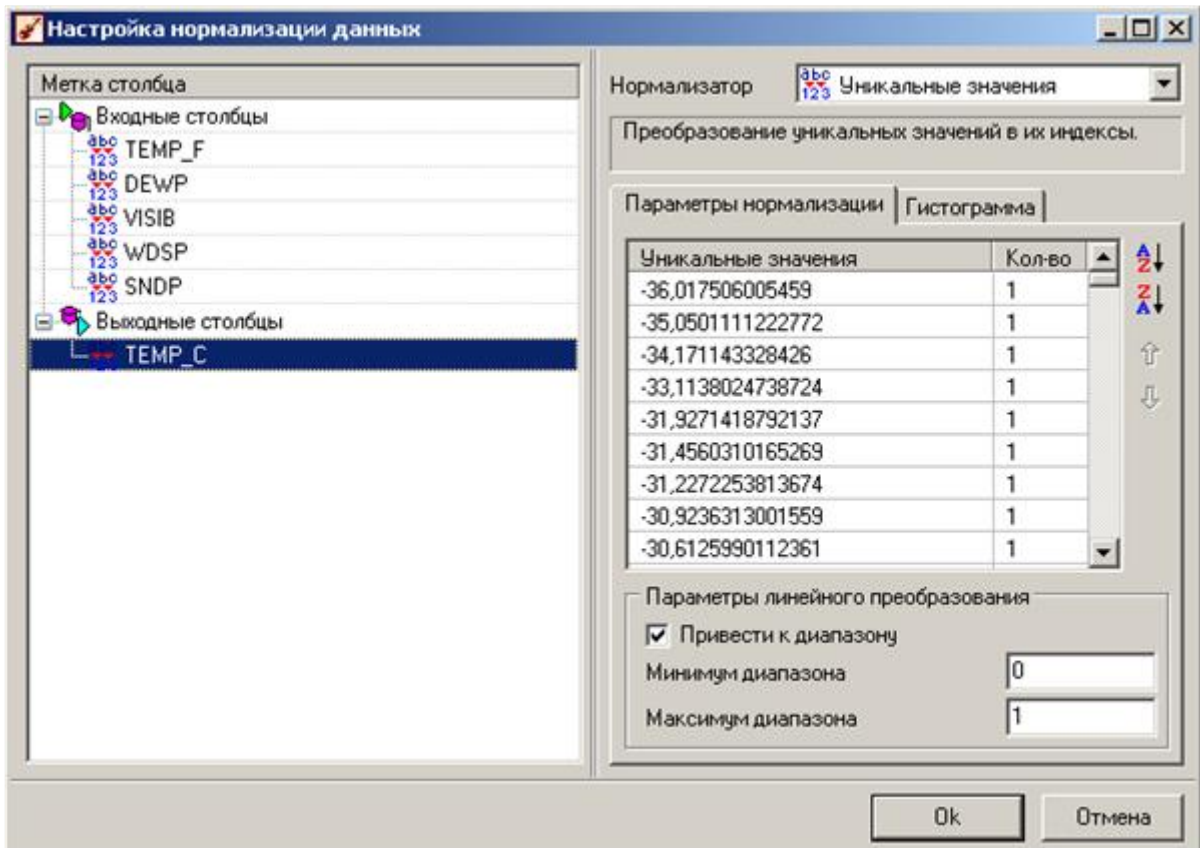 Настройка нормализации данных
Метка столбца
Входные столбцы
TEMP_F
DEWP
VISIB
WDSP
SNDP
Выходные столбцы
TEMP_C
Нормализатор abc 123 Уникальные значения
Преобразование уникальных значений в их индексы.
Параметры нормализации Гистограмма
Уникальные значения Кол-во
-36,017506005459 1
-35,0501111222772 1
-34,171143328426 1
-33,1138024738724 1
-31,9271418792137 1
-31,4560310165269 1
-31,2272253813674 1
-30,9236313001559 1
-30,6125990112361 1
Параметры линейного преобразования
Привести к диапазону
Минимум диапазона 0
Максимум диапазона 1
Ok Отмена